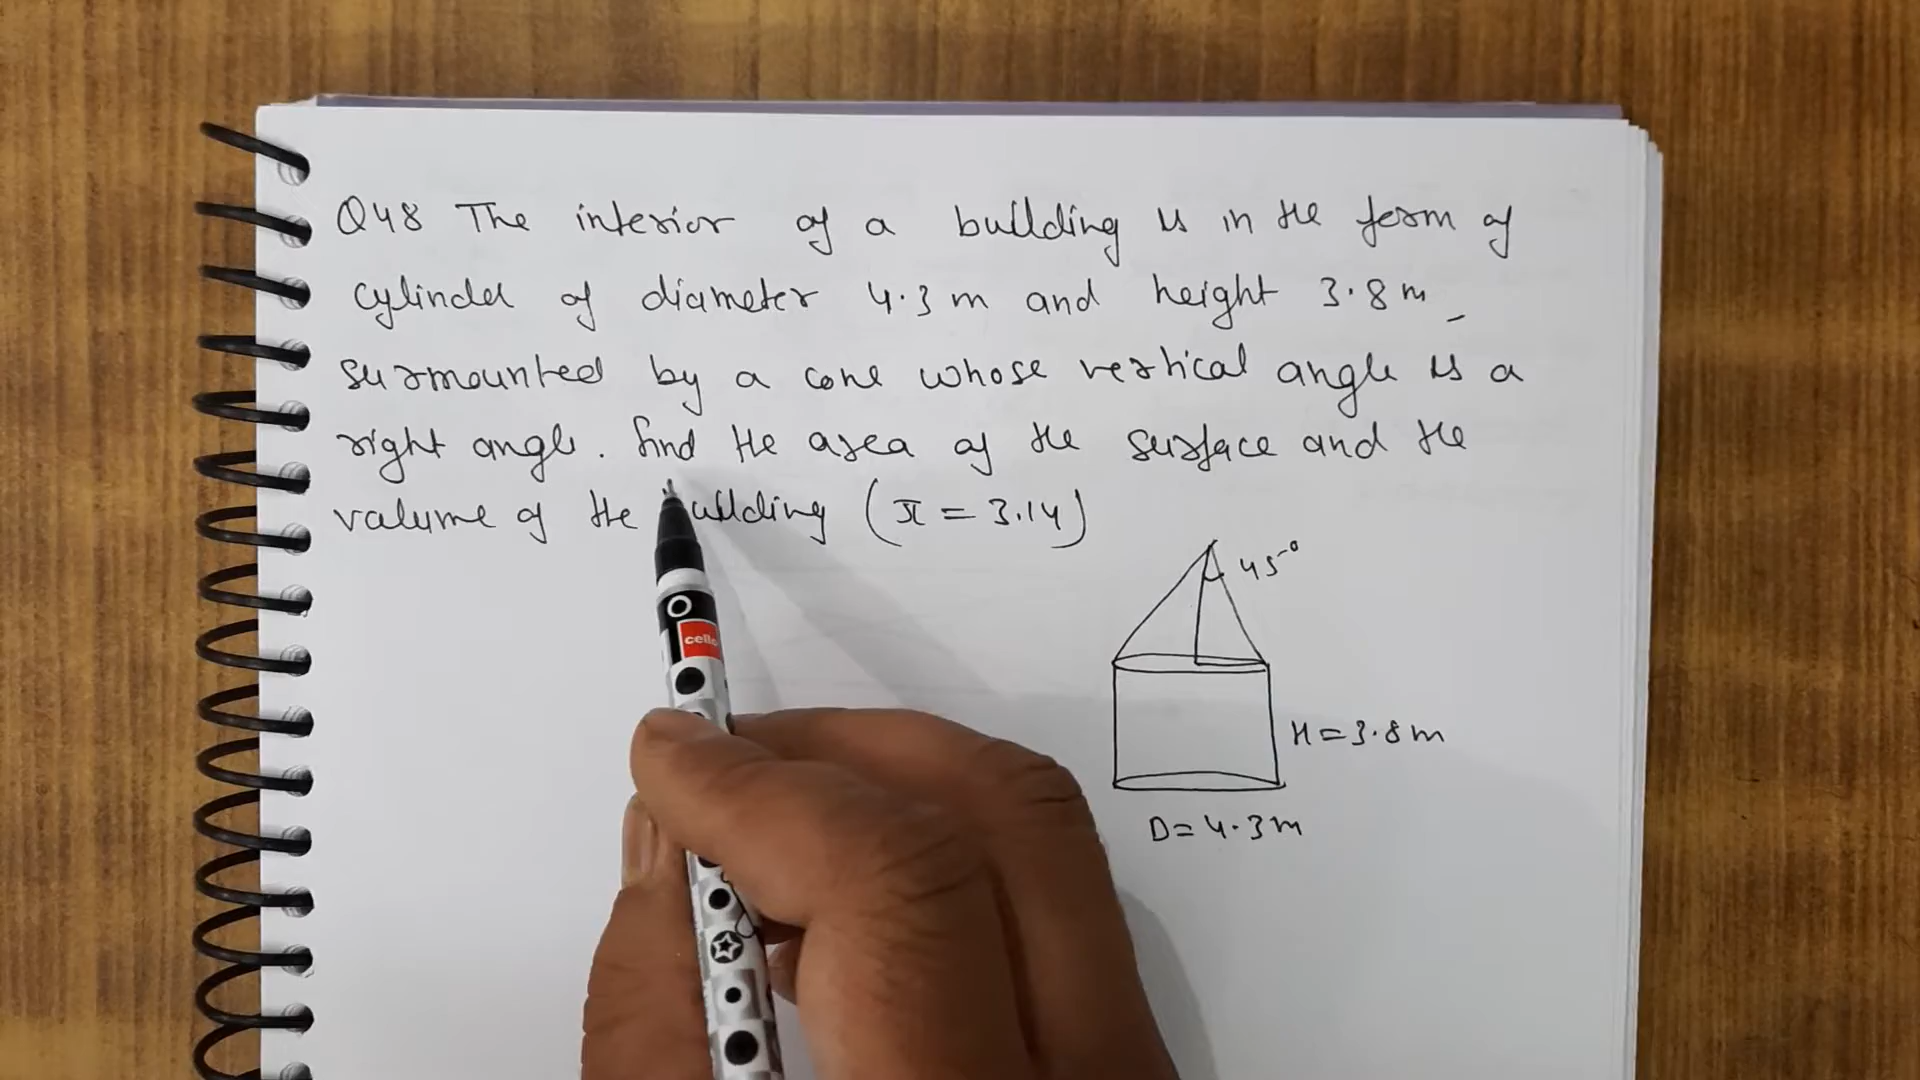 Q48 The interior of a building is in the form of
cylinder of diameter 4.3 m and height 3.8 m,
surmounted by a cone whose vertical angle is a
right angle. find the area of the surface and the
volume of the building (π = 3.14)
45°
H = 3.8 m
D = 4.3 m
cello